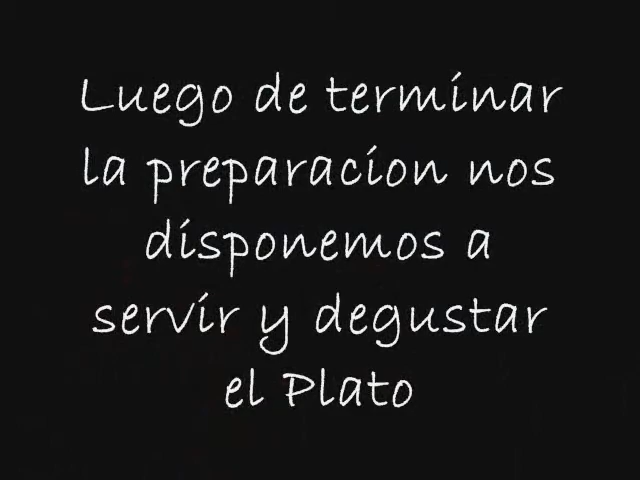 Luego de terminar
la preparacion nos
disponemos a
servir y degustar
el Plato